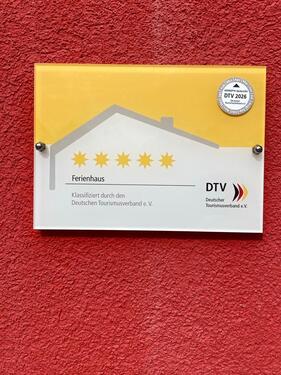 DTV 2026
Ferienhaus
Klassifiziert durch den
Deutschen Tourismusverband e. V.
DTV
Deutscher
Tourismusverband e.V.